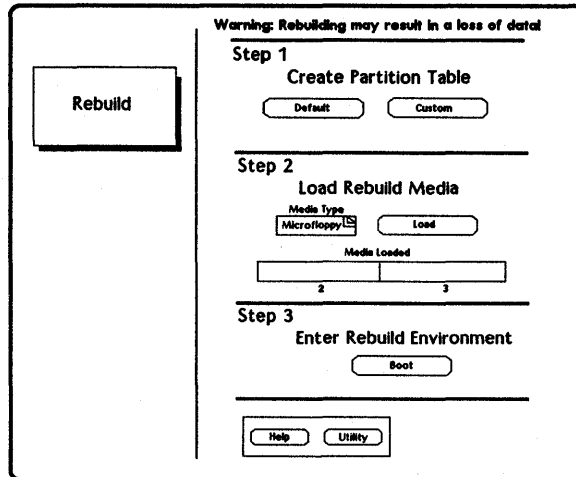 Warning: Rebuilding may result in a loss of data!
Rebuild
Step 1
Create Partition Table
Default
Custom
Step 2
Load Rebuild Media
Media Type
Microfloppy
Load
Media Loaded
2
3
Step 3
Enter Rebuild Environment
Boot
Help
Utility